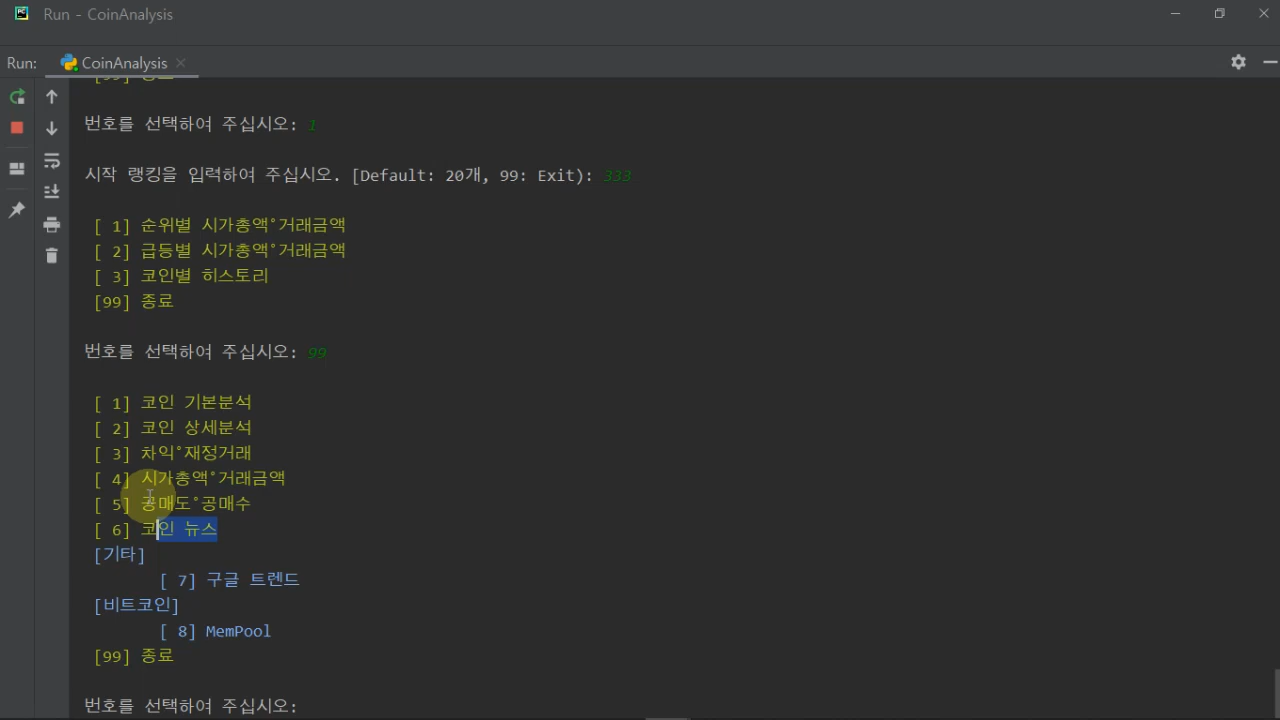 Run - CoinAnalysis
Run: CoinAnalysis
번호를 선택하여 주십시오: 1
시작 랭킹을 입력하여 주십시오. [Default: 20개, 99: Exit): 333
[ 1] 순위별 시가총액°거래금액
[ 2] 급등별 시가총액°거래금액
[ 3] 코인별 히스토리
[99] 종료
번호를 선택하여 주십시오: 99
[ 1] 코인 기본분석
[ 2] 코인 상세분석
[ 3] 차익°재정거래
[ 4] 시가총액°거래금액
[ 5] 공매도°공매수
[ 6] 코인 뉴스
[기타]
[ 7] 구글 트렌드
[비트코인]
[ 8] MemPool
[99] 종료
번호를 선택하여 주십시오: